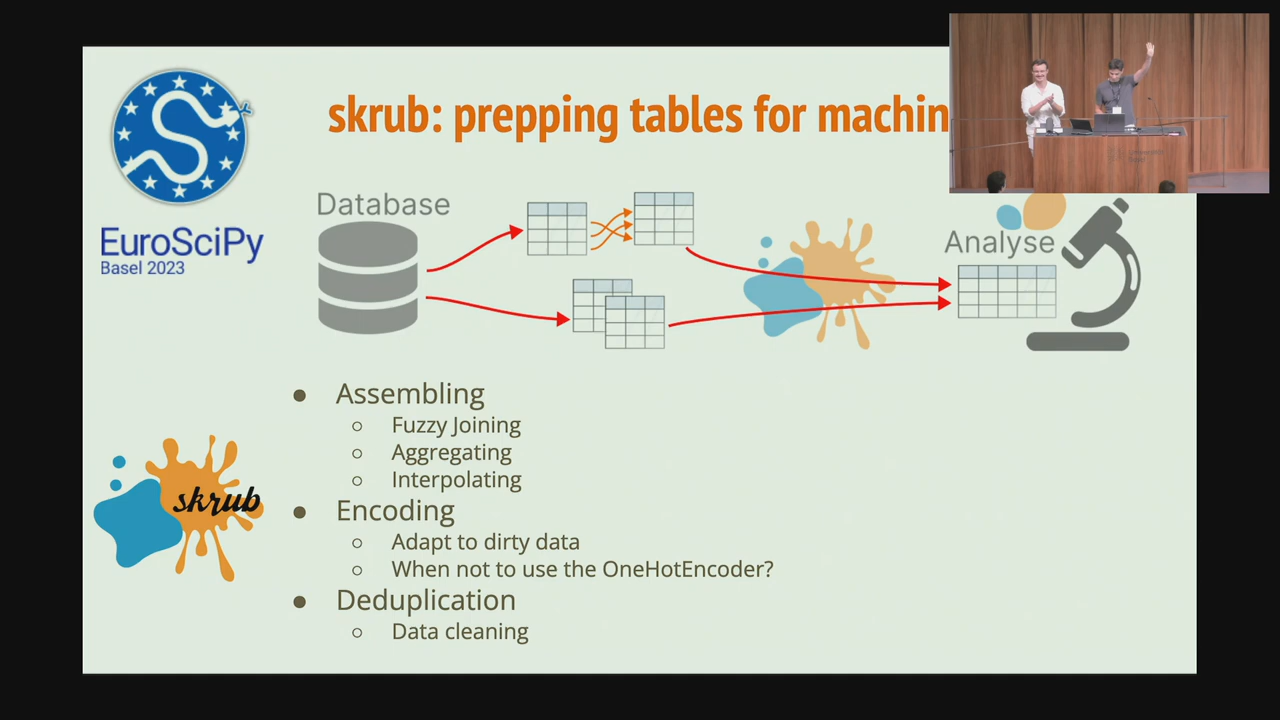 skrub: prepping tables for machin
EuroSciPy
Basel 2023
Database
Analyse
skrub
● Assembling
○ Fuzzy Joining
○ Aggregating
○ Interpolating
● Encoding
○ Adapt to dirty data
○ When not to use the OneHotEncoder?
● Deduplication
○ Data cleaning